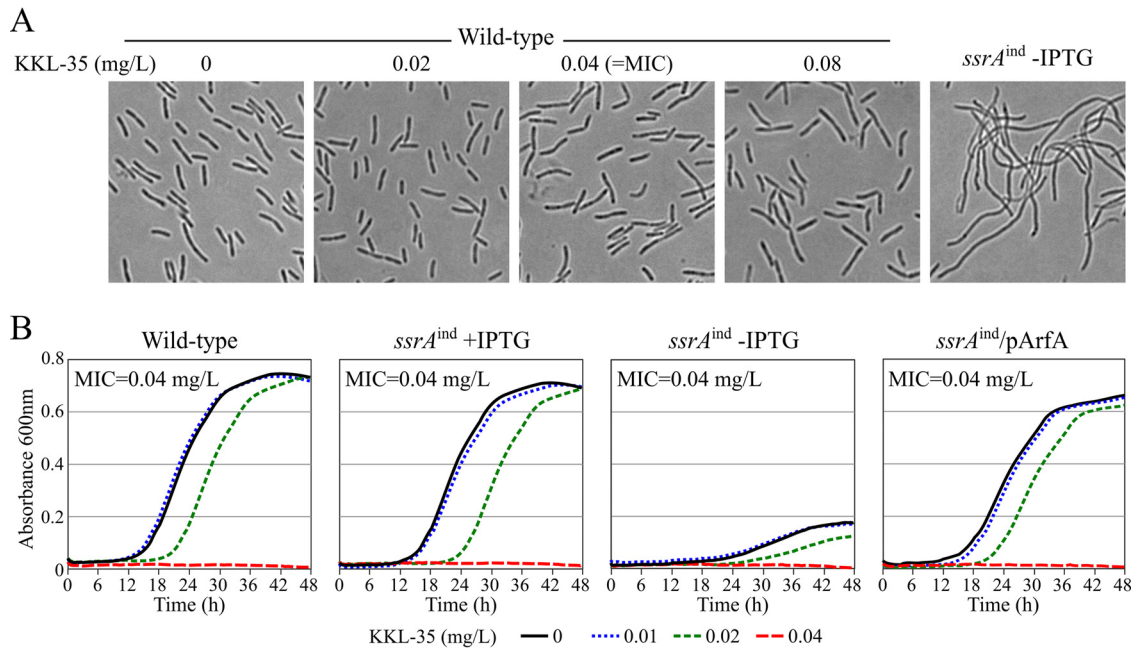 A
Wild-type
KKL-35 (mg/L) 0 0.02 0.04 (=MIC) 0.08 ssrAind -IPTG
B
Wild-type ssrAind +IPTG ssrAind -IPTG ssrAind/pArfA
0.8 MIC=0.04 mg/L MIC=0.04 mg/L MIC=0.04 mg/L MIC=0.04 mg/L
0.6
0.4
0.2
0
Absorbance 600nm
0 6 12 18 24 30 36 42 48 0 6 12 18 24 30 36 42 48 0 6 12 18 24 30 36 42 48 0 6 12 18 24 30 36 42 48
Time (h) Time (h) Time (h) Time (h)
KKL-35 (mg/L) 0 0.01 0.02 0.04